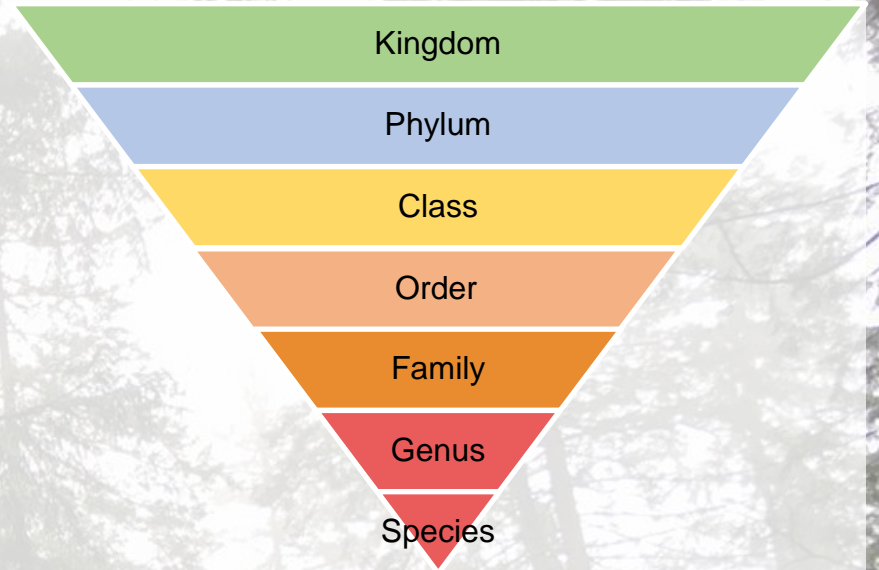 Kingdom
Phylum
Class
Order
Family
Genus
Species